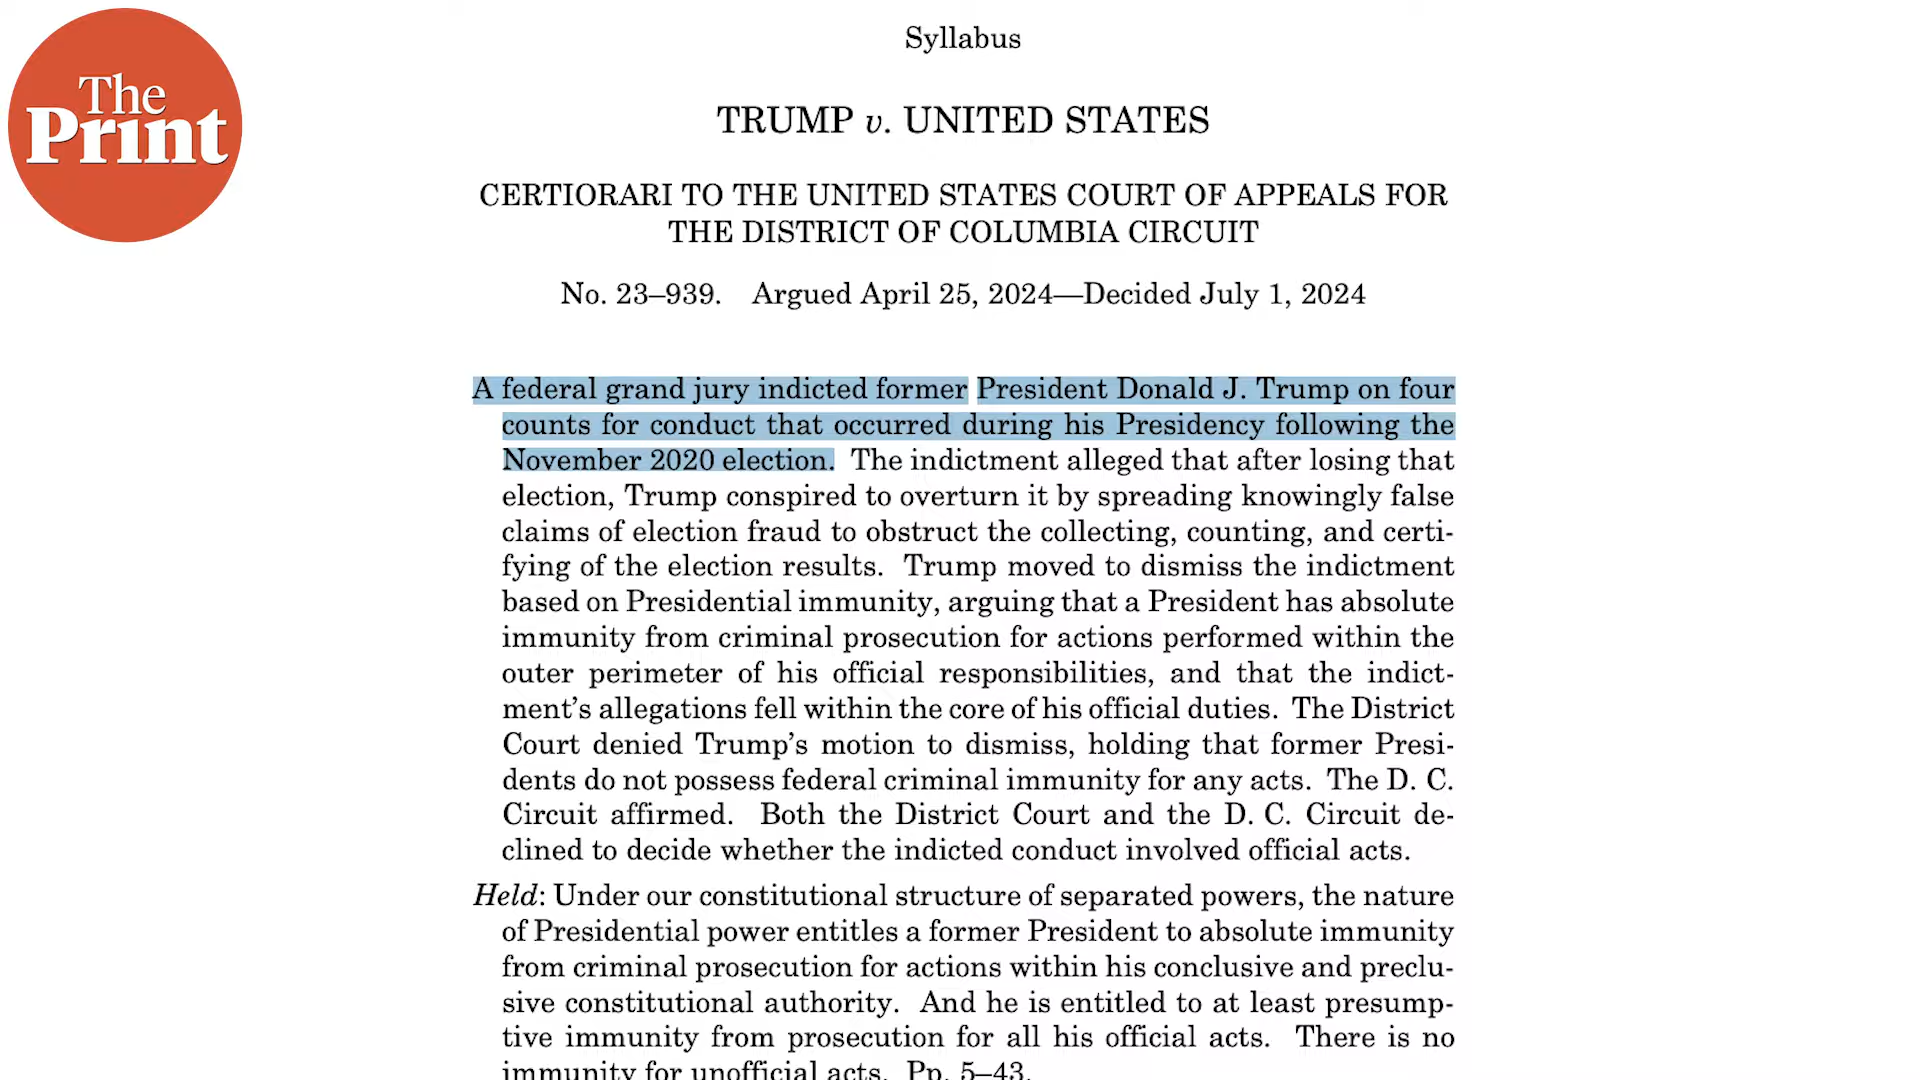 The
Print
Syllabus
TRUMP v. UNITED STATES
CERTIORARI TO THE UNITED STATES COURT OF APPEALS FOR
THE DISTRICT OF COLUMBIA CIRCUIT
No. 23–939. Argued April 25, 2024—Decided July 1, 2024
A federal grand jury indicted former President Donald J. Trump on four
counts for conduct that occurred during his Presidency following the
November 2020 election. The indictment alleged that after losing that
election, Trump conspired to overturn it by spreading knowingly false
claims of election fraud to obstruct the collecting, counting, and certi-
fying of the election results. Trump moved to dismiss the indictment
based on Presidential immunity, arguing that a President has absolute
immunity from criminal prosecution for actions performed within the
outer perimeter of his official responsibilities, and that the indict-
ment’s allegations fell within the core of his official duties. The District
Court denied Trump’s motion to dismiss, holding that former Presi-
dents do not possess federal criminal immunity for any acts. The D. C.
Circuit affirmed. Both the District Court and the D. C. Circuit de-
clined to decide whether the indicted conduct involved official acts.
Held: Under our constitutional structure of separated powers, the nature
of Presidential power entitles a former President to absolute immunity
from criminal prosecution for actions within his conclusive and preclu-
sive constitutional authority. And he is entitled to at least presump-
tive immunity from prosecution for all his official acts. There is no
immunity for unofficial acts. Pp. 5–43.